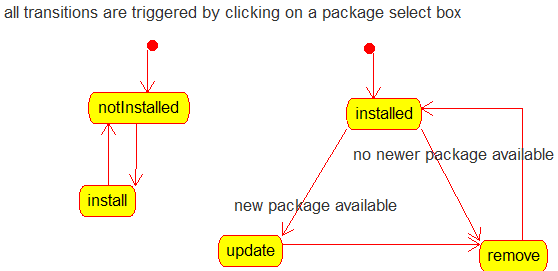 all transitions are triggered by clicking on a package select box
notInstalled
installed
no newer package available
install
new package available
update
remove